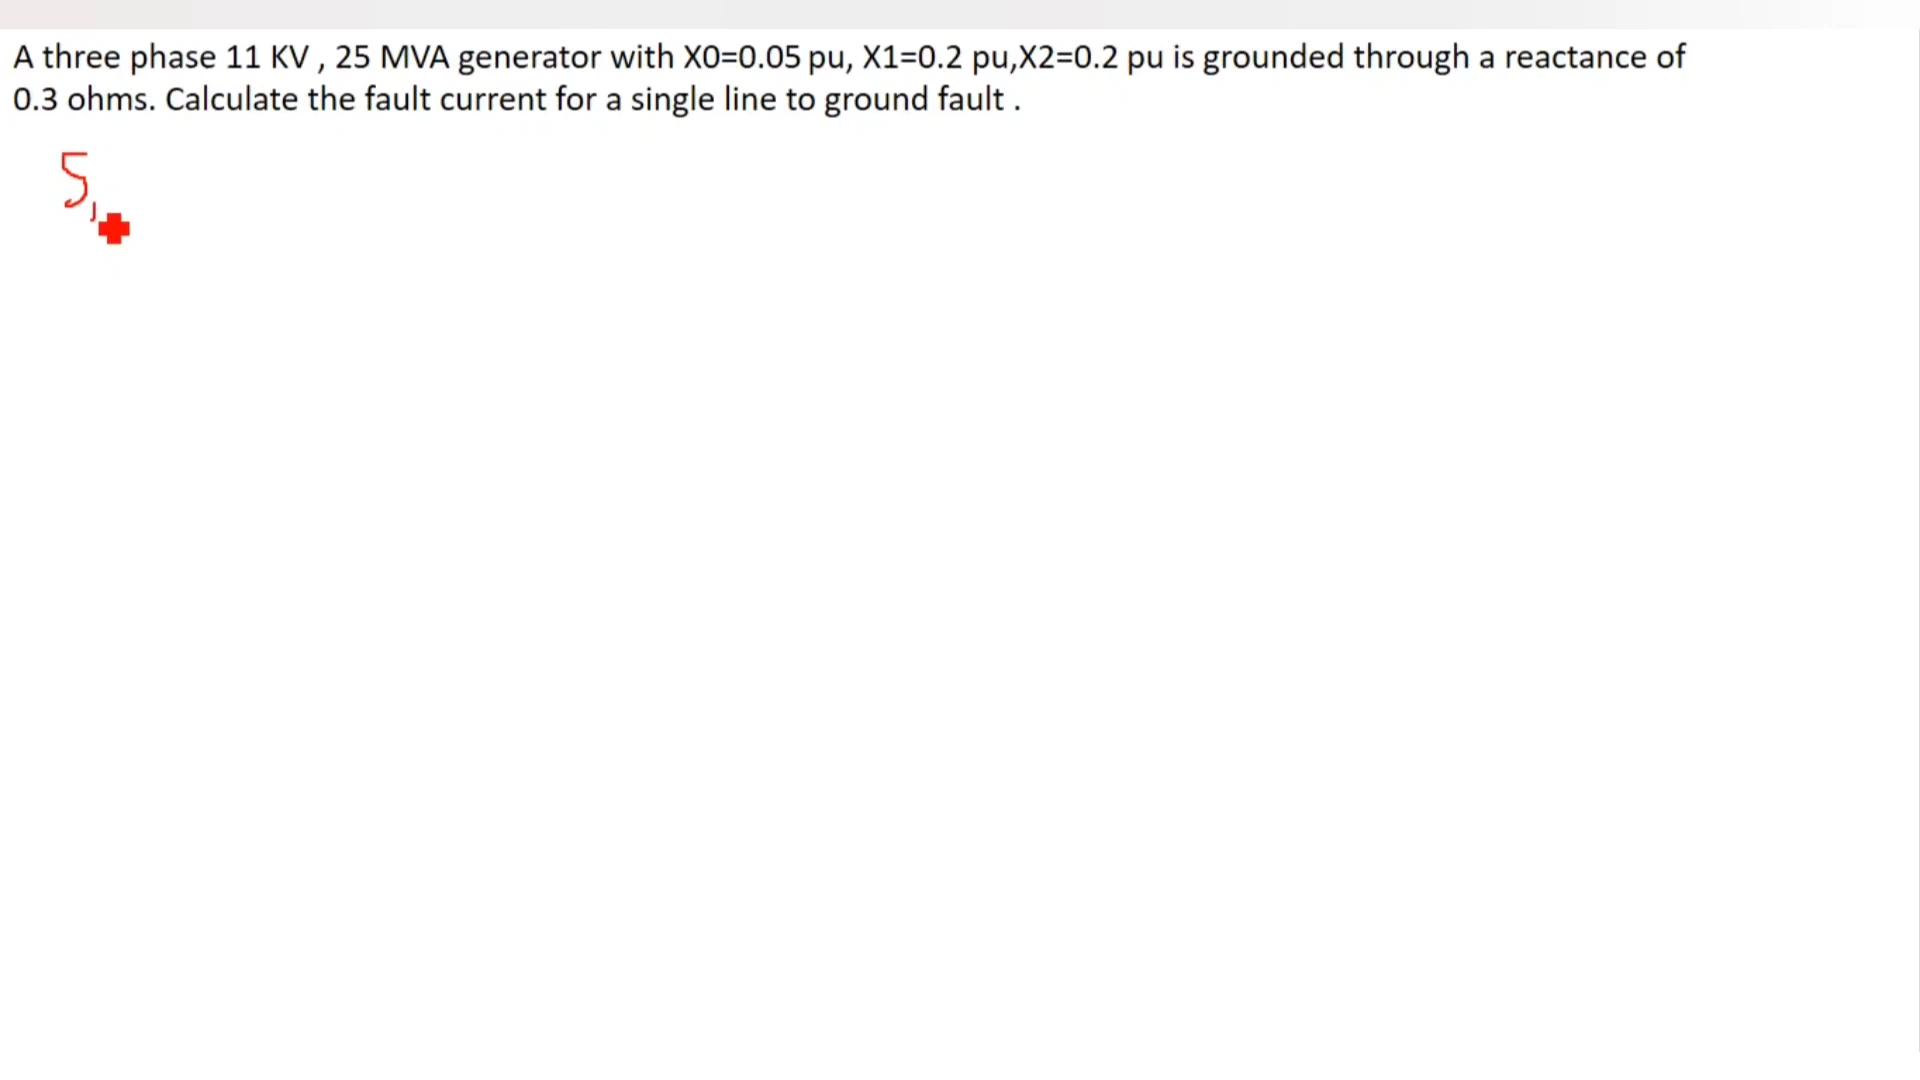 A three phase 11 KV , 25 MVA generator with X0=0.05 pu, X1=0.2 pu,X2=0.2 pu is grounded through a reactance of
0.3 ohms. Calculate the fault current for a single line to ground fault .
S